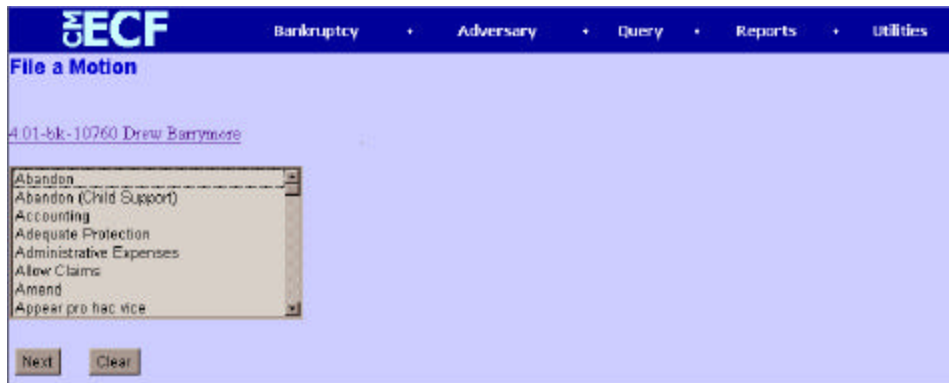 CM ECF Bankruptcy • Adversary • Query • Reports • Utilities
File a Motion
4:01-bk-10760 Drew Barrymore
Abandon
Abandon (Child Support)
Accounting
Adequate Protection
Administrative Expenses
Allow Claims
Amend
Appear pro hac vice
Next Clear